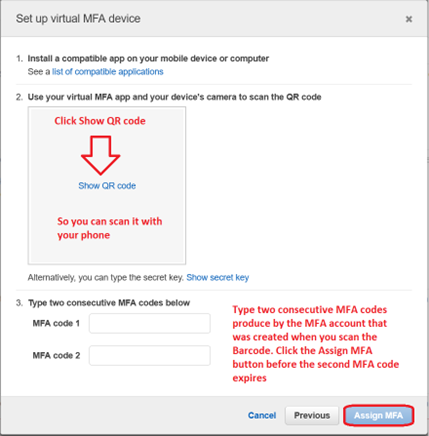 Set up virtual MFA device
×
1. Install a compatible app on your mobile device or computer
See a list of compatible applications
2. Use your virtual MFA app and your device's camera to scan the QR code
Click Show QR code
Show QR code
So you can scan it with
your phone
Alternatively, you can type the secret key. Show secret key
3. Type two consecutive MFA codes below
MFA code 1
MFA code 2
Type two consecutive MFA codes
produce by the MFA account that
was created when you scan the
Barcode. Click the Assign MFA
button before the second MFA code
expires
Cancel Previous Assign MFA